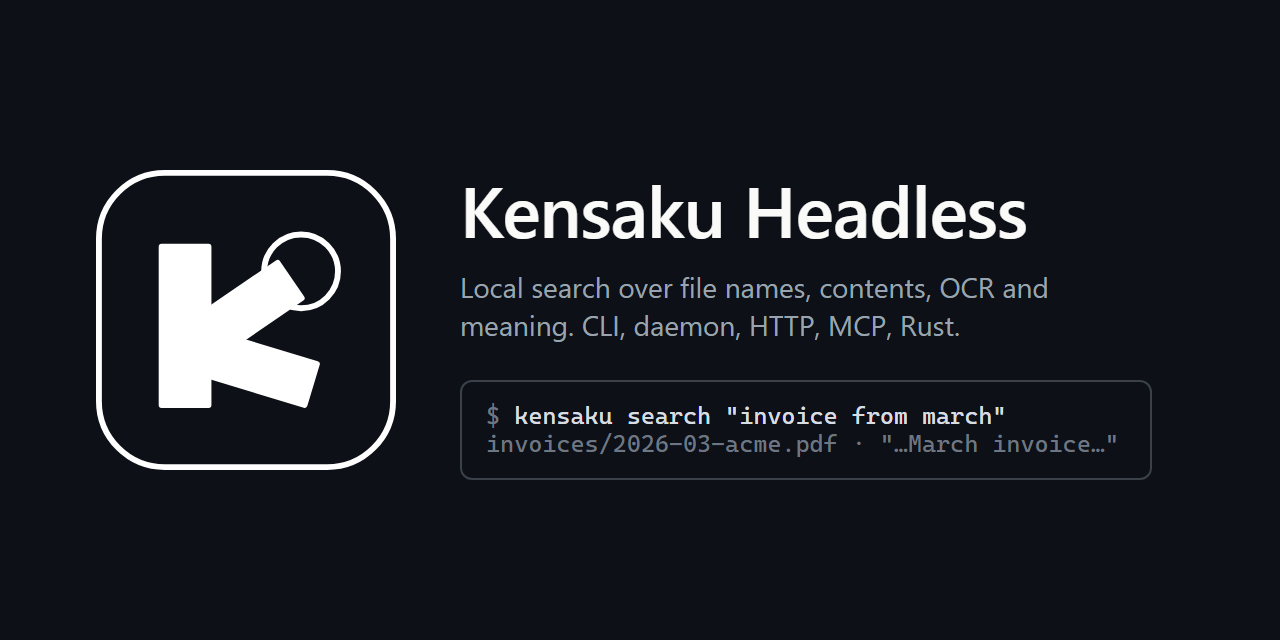 Kensaku Headless
Local search over file names, contents, OCR and
meaning. CLI, daemon, HTTP, MCP, Rust.
$ kensaku search "invoice from march"
invoices/2026-03-acme.pdf · "…March invoice…"